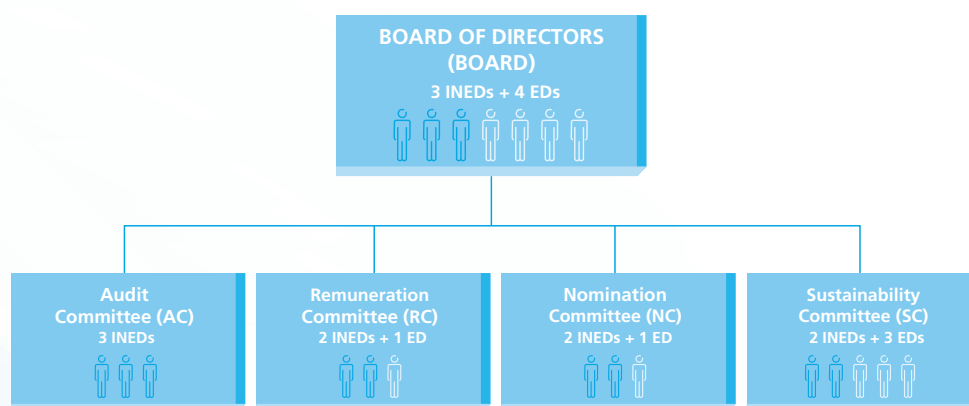 BOARD OF DIRECTORS
(BOARD)
3 INEDs + 4 EDs
Audit
Committee (AC)
3 INEDs
Remuneration
Committee (RC)
2 INEDs + 1 ED
Nomination
Committee (NC)
2 INEDs + 1 ED
Sustainability
Committee (SC)
2 INEDs + 3 EDs